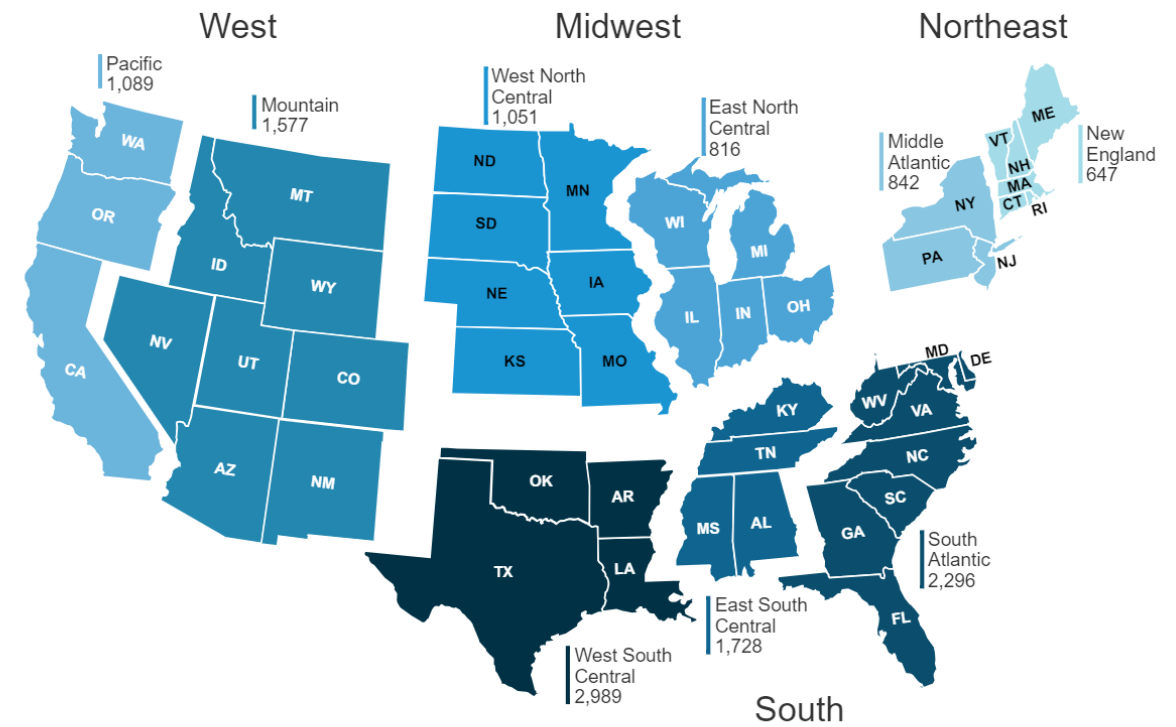 West
Midwest
Northeast
Pacific
1,089
Mountain
1,577
West North
Central
1,051
East North
Central
816
Middle
Atlantic
842
New
England
647
WA
OR
CA
MT
ID
WY
NV
UT
CO
AZ
NM
ND
MN
SD
NE
IA
KS
MO
WI
MI
IL
IN
OH
ME
VT
NH
MA
CT
RI
NY
PA
NJ
MD
DE
WV
VA
NC
SC
GA
FL
KY
TN
MS
AL
OK
AR
TX
LA
South
Atlantic
2,296
East South
Central
1,728
West South
Central
2,989
South